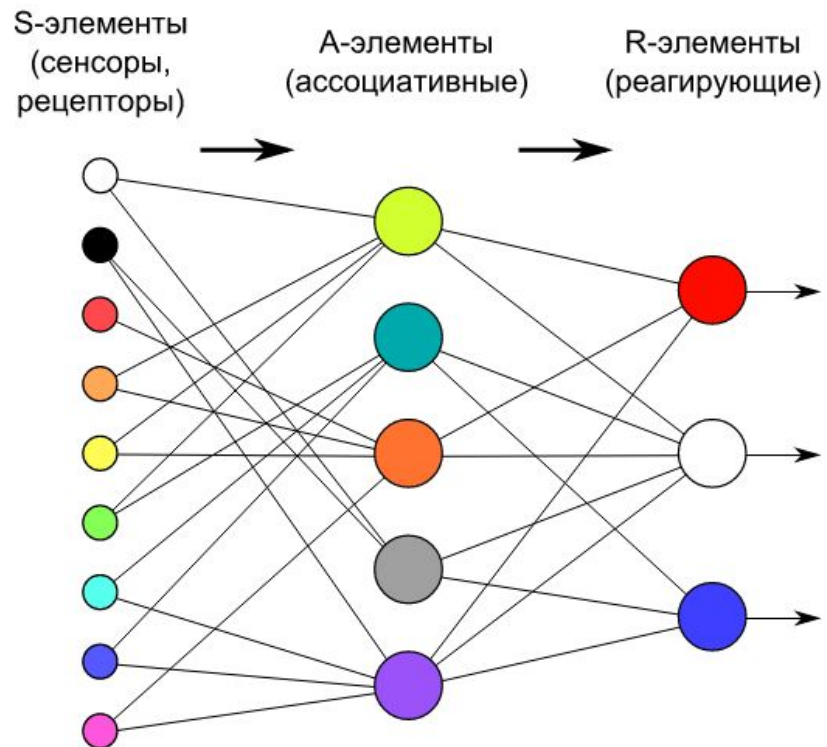 S-элементы
(сенсоры,
рецепторы)
А-элементы
(ассоциативные)
R-элементы
(реагирующие)